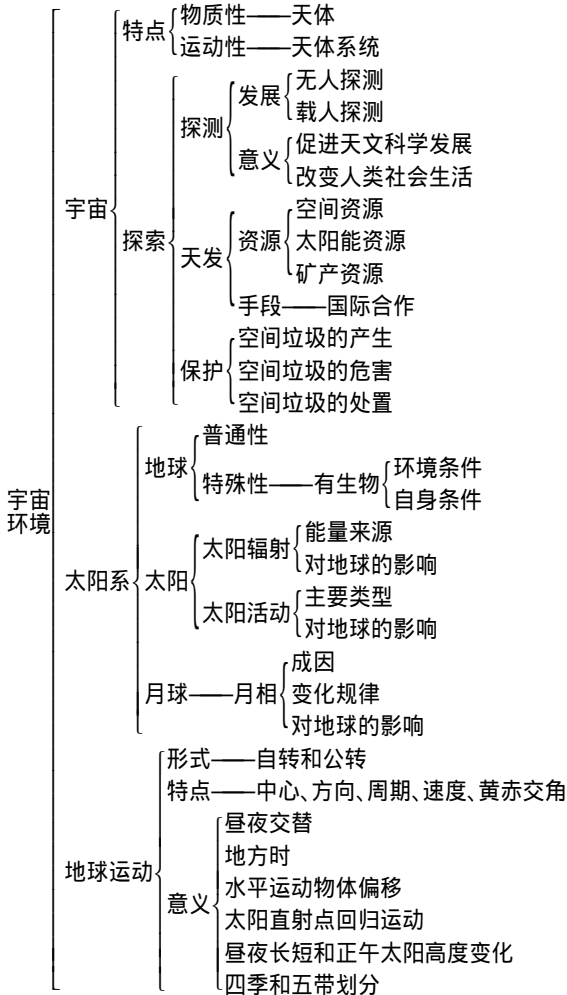 物质性——天体
特点
运动性——天体系统
无人探测
发展
载人探测
探测
促进天文科学发展
意义
改变人类社会生活
宇宙
空间资源
探索
资源
太阳能资源
天发
矿产资源
手段——国际合作
空间垃圾的产生
保护
空间垃圾的危害
空间垃圾的处置
普通性
地球
环境条件
特殊性——有生物
自身条件
宇宙
环境
能量来源
太阳辐射
对地球的影响
太阳系
太阳
主要类型
太阳活动
对地球的影响
成因
月球——月相
变化规律
对地球的影响
形式——自转和公转
特点——中心、方向、周期、速度、黄赤交角
昼夜交替
地方时
地球运动
水平运动物体偏移
意义
太阳直射点回归运动
昼夜长短和正午太阳高度变化
四季和五带划分